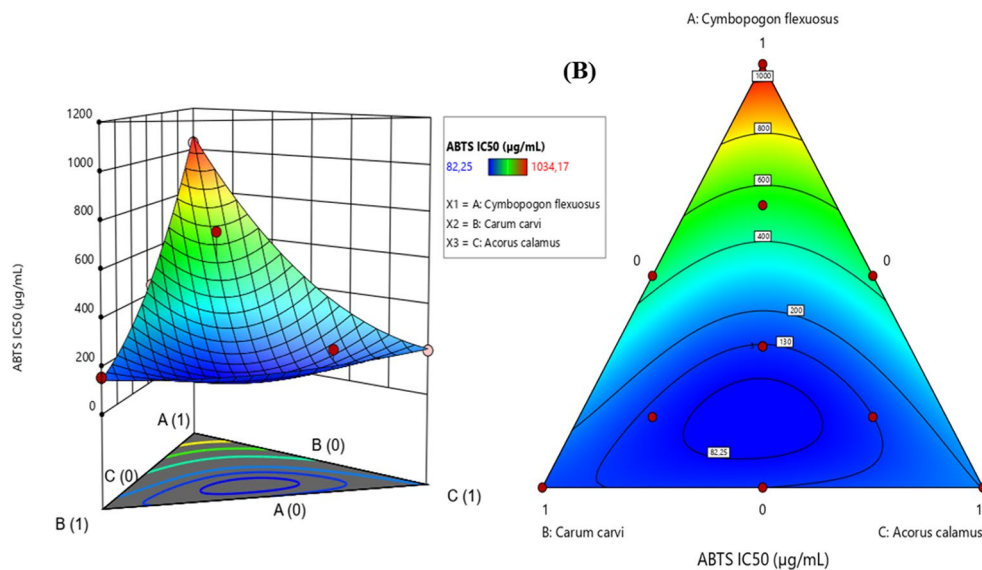 1200
1000
800
600
400
200
0
ABTS IC50 (µg/mL)
A (1)
B (0)
C (0)
A (0)
B (1)
C (1)
ABTS IC50 (µg/mL)
82,25 1034,17
X1 = A: Cymbopogon flexuosus
X2 = B: Carum carvi
X3 = C: Acorus calamus
(B)
A: Cymbopogon flexuosus
1
1000
800
600
400
0 0
200
130
82,25
1 0 1
B: Carum carvi C: Acorus calamus
ABTS IC50 (µg/mL)